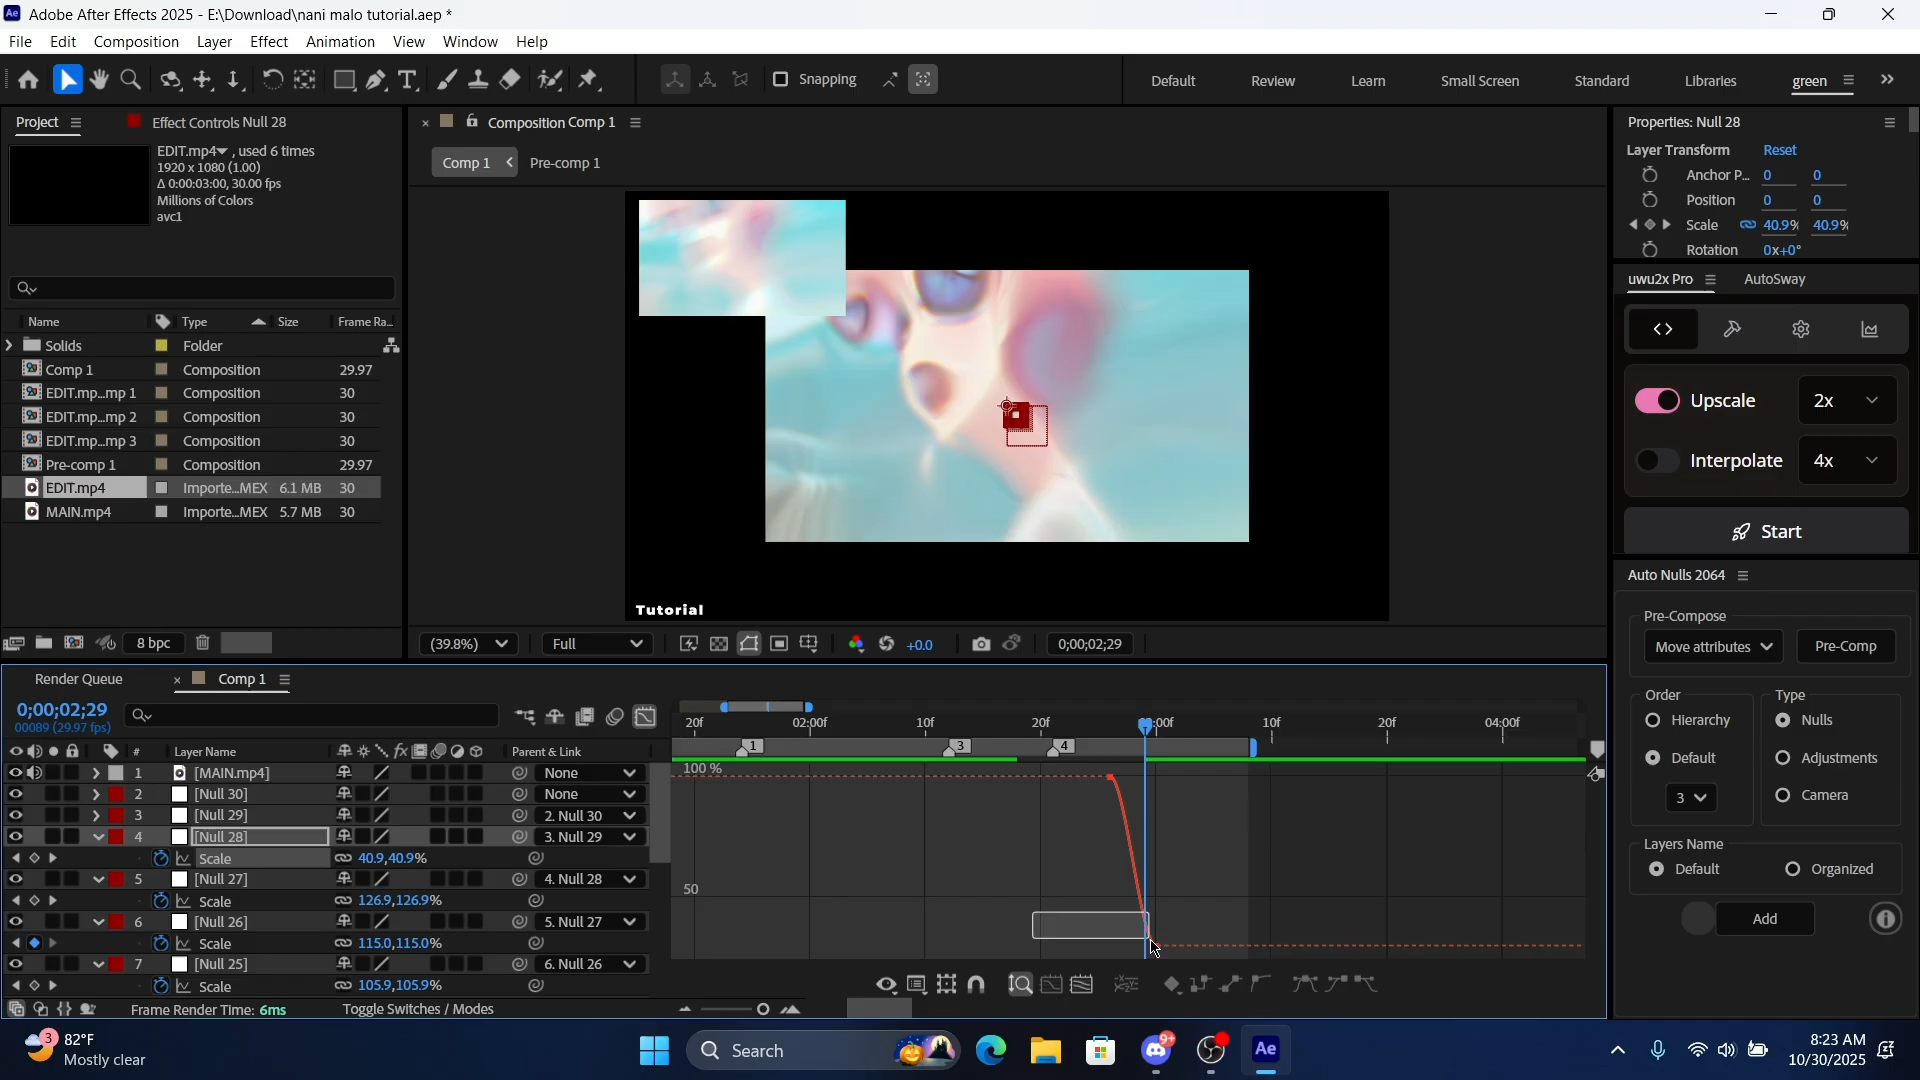 Adobe After Effects 2025 - E:\Download\nani malo tutorial.aep *
File Edit Composition Layer Effect Animation View Window Help
Snapping Default Review Learn Small Screen Standard Libraries green
Project Effect Controls Null 28
EDIT.mp4 , used 6 times
1920 x 1080 (1.00)
Δ 0:00:03:00, 30.00 fps
Millions of Colors
avc1
Name Type Size Frame Ra...
Solids Folder
Comp 1 Composition 29.97
EDIT.mp...mp 1 Composition 30
EDIT.mp...mp 2 Composition 30
EDIT.mp...mp 3 Composition 30
Pre-comp 1 Composition 29.97
EDIT.mp4 Importe...MEX 6.1 MB 30
MAIN.mp4 Importe...MEX 5.7 MB 30
8 bpc
Composition Comp 1
Comp 1 Pre-comp 1
Tutorial
(39.8%) Full +0.0 0;00;02;29
Properties: Null 28
Layer Transform Reset
Anchor P... 0 0
Position 0 0
Scale 40.9% 40.9%
Rotation 0x+0°
uwu2x Pro AutoSway
Upscale 2x
Interpolate 4x
Start
Auto Nulls 2064
Pre-Compose
Move attributes Pre-Comp
Order Type
Hierarchy Nulls
Default Adjustments
3 Camera
Layers Name
Default Organized
Add
Render Queue Comp 1
0;00;02;29
00089 (29.97 fps)
# Layer Name Parent & Link
1 [MAIN.mp4] None
2 [Null 30] None
3 [Null 29] 2. Null 30
4 [Null 28] 3. Null 29
Scale 40.9,40.9%
5 [Null 27] 4. Null 28
Scale 126.9,126.9%
6 [Null 26] 5. Null 27
Scale 115.0,115.0%
7 [Null 25] 6. Null 26
Scale 105.9,105.9%
Frame Render Time: 6ms Toggle Switches / Modes
20f 02:00f 10f 20f :00f 10f 20f 04:00f
1 3 4
100 %
50
3
82°F
Mostly clear
Search
9+
Ae
8:23 AM
10/30/2025